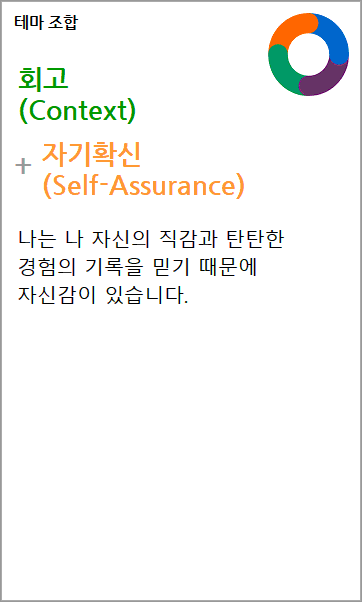 테마 조합
회고
(Context)
+ 자기확신
(Self-Assurance)
나는 나 자신의 직감과 탄탄한
경험의 기록을 믿기 때문에
자신감이 있습니다.